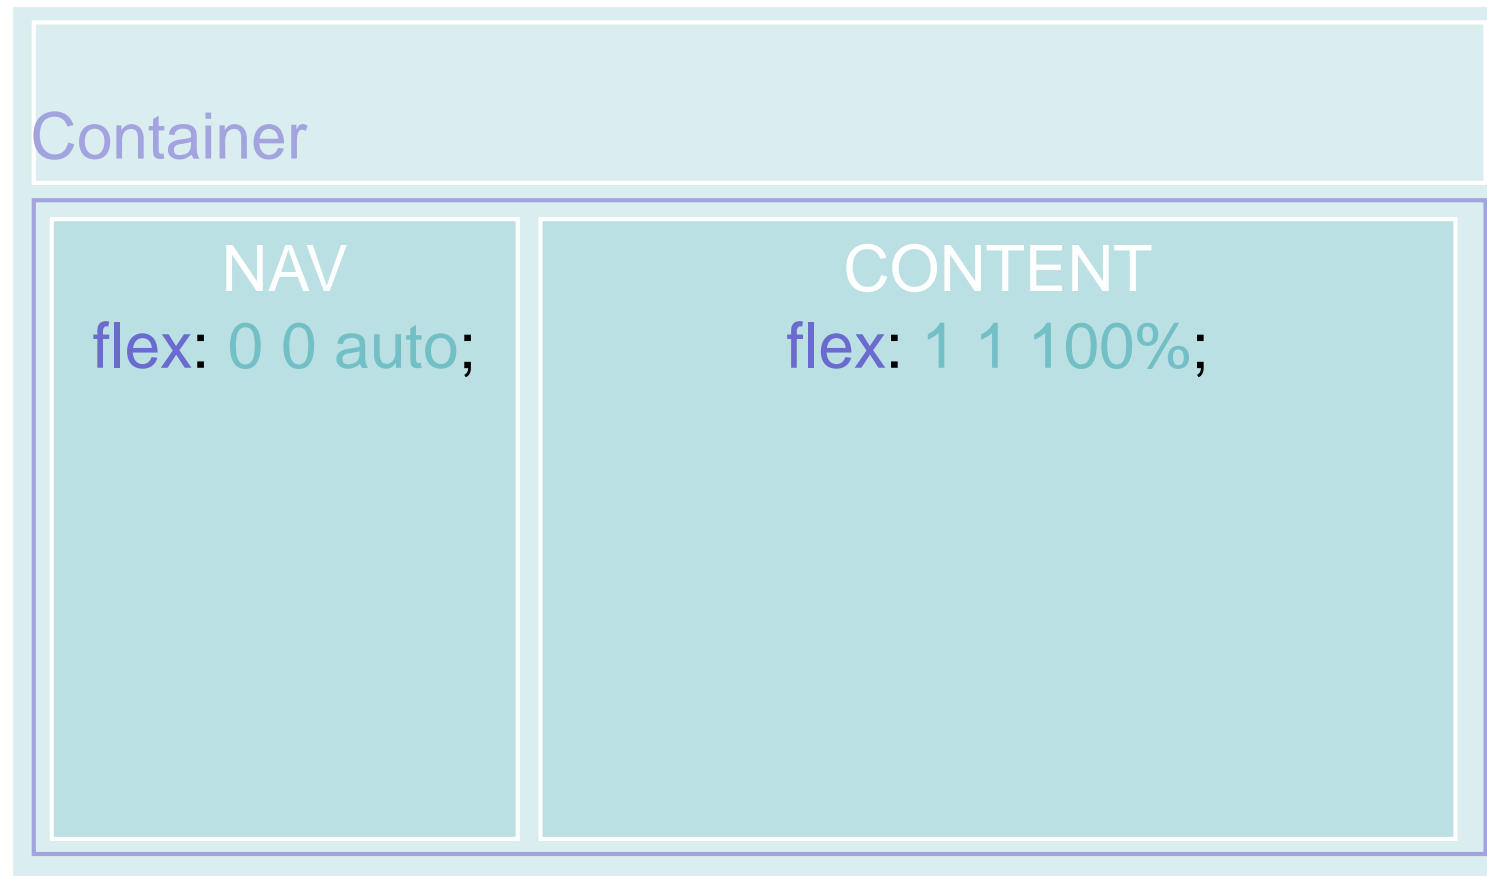 Container
NAV
flex: 0 0 auto;
CONTENT
flex: 1 1 100%;